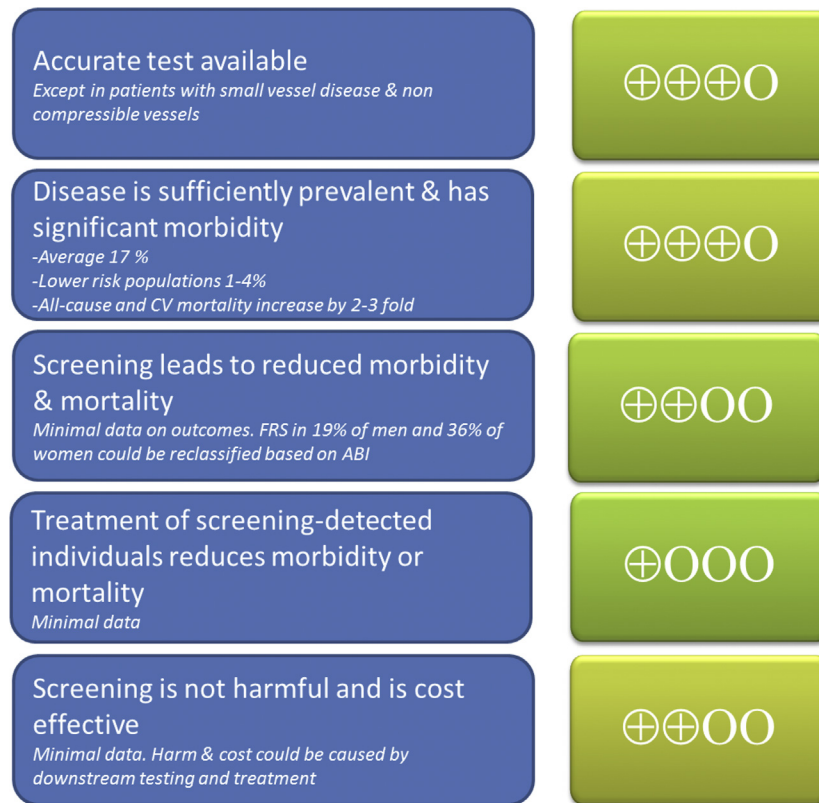 Accurate test available
Except in patients with small vessel disease & non
compressible vessels
⊕⊕⊕O
Disease is sufficiently prevalent & has
significant morbidity
-Average 17 %
-Lower risk populations 1-4%
-All-cause and CV mortality increase by 2-3 fold
⊕⊕⊕O
Screening leads to reduced morbidity
& mortality
Minimal data on outcomes. FRS in 19% of men and 36% of
women could be reclassified based on ABI
⊕⊕OO
Treatment of screening-detected
individuals reduces morbidity or
mortality
Minimal data
⊕OOO
Screening is not harmful and is cost
effective
Minimal data. Harm & cost could be caused by
downstream testing and treatment
⊕⊕OO